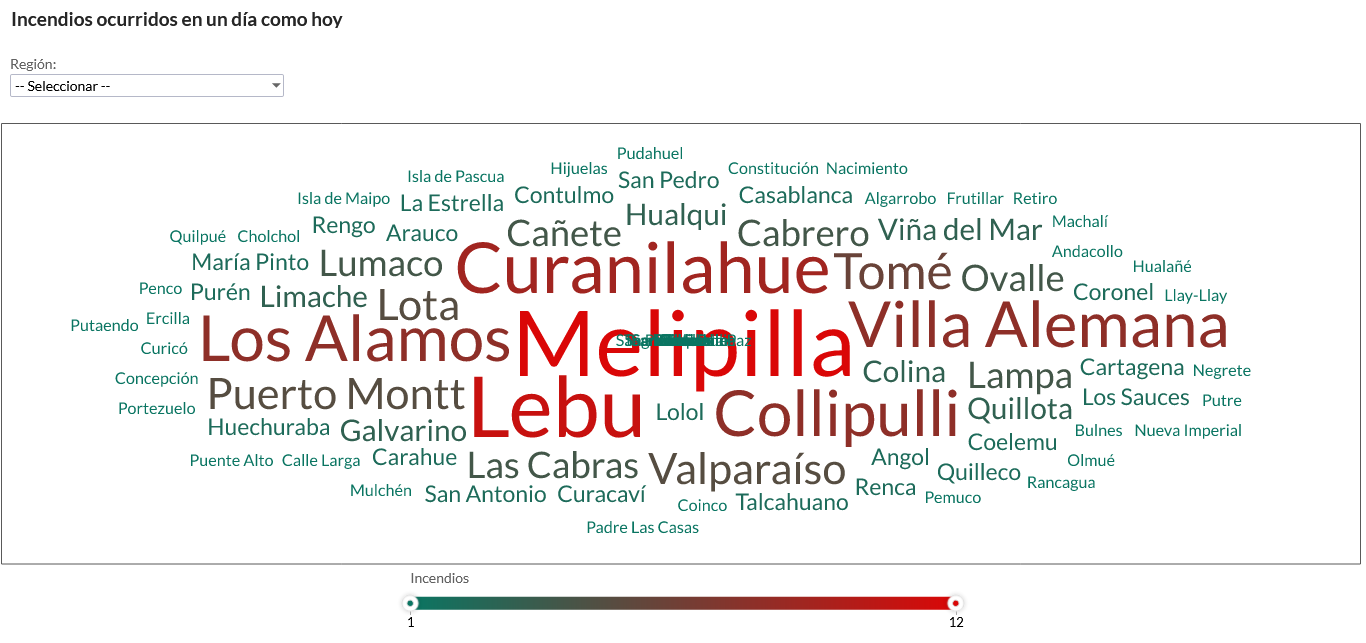 Incendios ocurridos en un día como hoy
Región:
-- Seleccionar --
Pudahuel
Hijuelas
Constitución
Nacimiento
Isla de Pascua
San Pedro
Isla de Maipo
La Estrella
Contulmo
Casablanca
Algarrobo
Frutillar
Retiro
Rengo
Arauco
Hualqui
Viña del Mar
Machalí
Quilpué
Cholchol
Cañete
Cabrero
Andacollo
María Pinto
Lumaco
Curanilahue
Tomé
Ovalle
Hualañé
Penco
Purén
Limache
Lota
Coronel
Llay-Llay
Putaendo
Ercilla
Los Alamos
Melipilla
Villa Alemana
Curicó
Colina
Lampa
Cartagena
Negrete
Concepción
Puerto Montt
Lebu
Lolol
Collipulli
Quillota
Los Sauces
Putre
Portezuelo
Huechuraba
Galvarino
Coelemu
Bulnes
Nueva Imperial
Puente Alto
Calle Larga
Carahue
Las Cabras
Valparaíso
Angol
Quilleco
Olmué
Mulchén
San Antonio
Curacaví
Coinco
Talcahuano
Renca
Pemuco
Rancagua
Padre Las Casas
Incendios
1
12